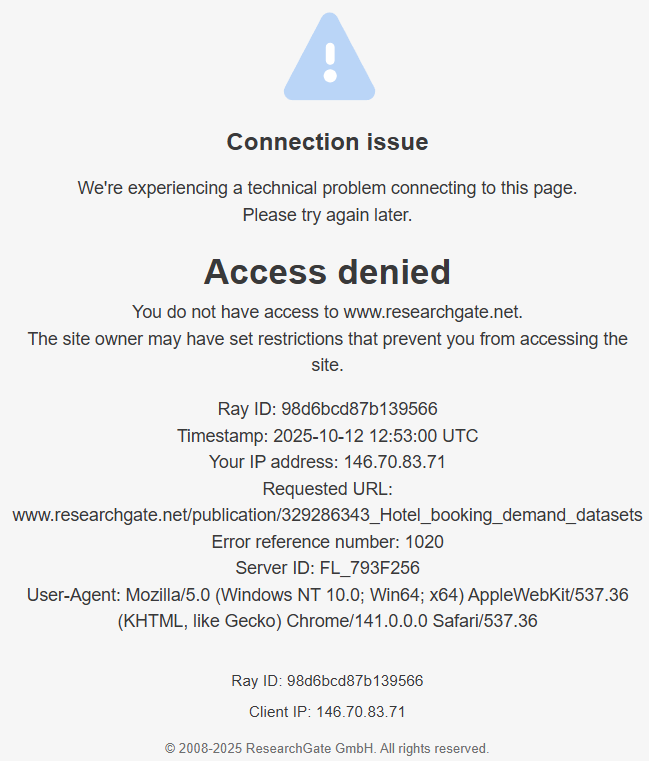 Connection issue
We're experiencing a technical problem connecting to this page.
Please try again later.
Access denied
You do not have access to www.researchgate.net.
The site owner may have set restrictions that prevent you from accessing the
site.
Ray ID: 98d6bcd87b139566
Timestamp: 2025-10-12 12:53:00 UTC
Your IP address: 146.70.83.71
Requested URL:
www.researchgate.net/publication/329286343_Hotel_booking_demand_datasets
Error reference number: 1020
Server ID: FL_793F256
User-Agent: Mozilla/5.0 (Windows NT 10.0; Win64; x64) AppleWebKit/537.36
(KHTML, like Gecko) Chrome/141.0.0.0 Safari/537.36
Ray ID: 98d6bcd87b139566
Client IP: 146.70.83.71
© 2008-2025 ResearchGate GmbH. All rights reserved.